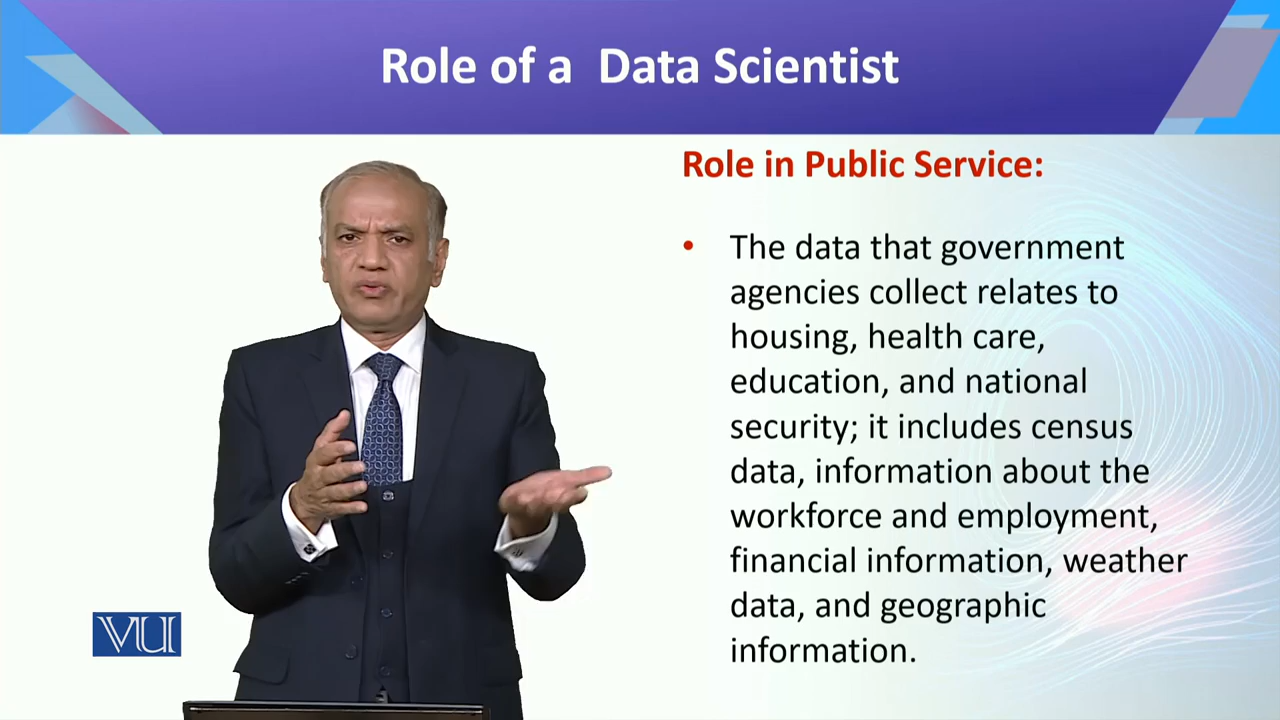 Role of a Data Scientist
Role in Public Service:
• The data that government
agencies collect relates to
housing, health care,
education, and national
security; it includes census
data, information about the
workforce and employment,
financial information, weather
data, and geographic
information.
VU